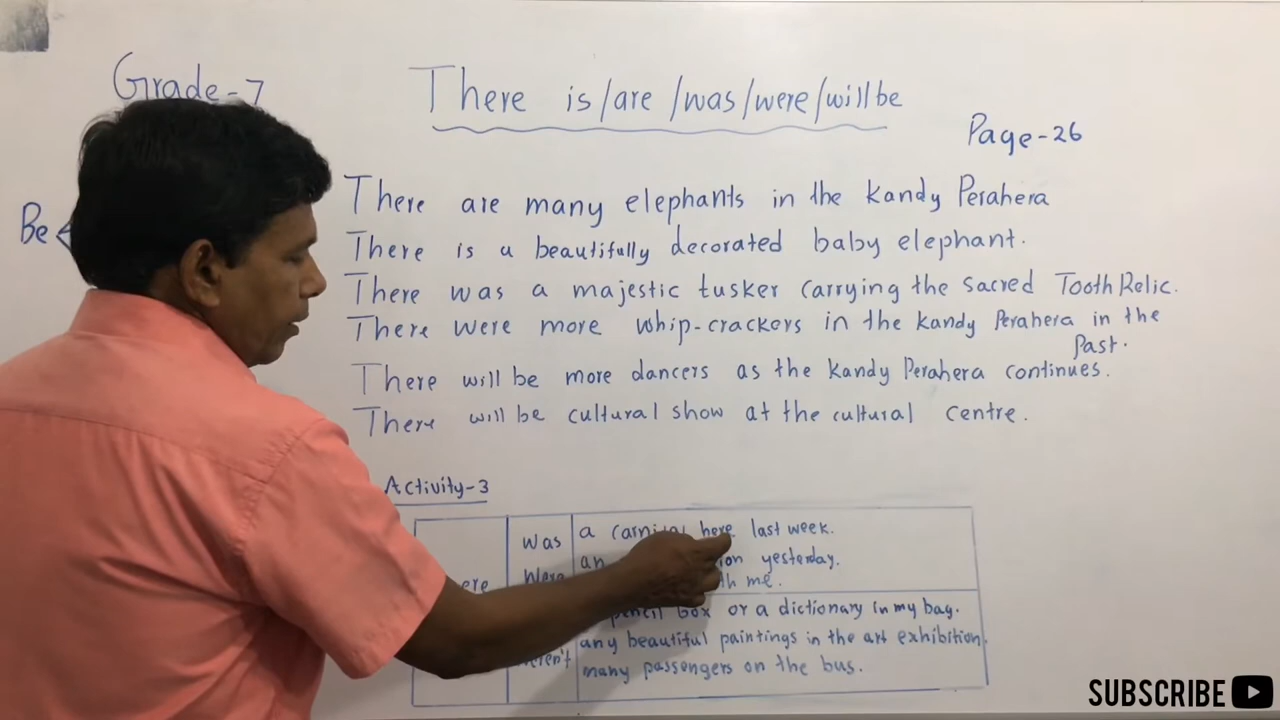 Grade-7
There is/are/was/were/will be
Page-26
Be
There are many elephants in the Kandy Perahera
There is a beautifully decorated baby elephant.
There was a majestic tusker carrying the sacred Tooth Relic.
There were more whip-crackers in the Kandy Perahera in the
Past.
There will be more dancers as the Kandy Perahera continues.
There will be cultural show at the cultural centre.
Activity-3
was a carnival here last week.
an yesterday.
were me.
pencil box or a dictionary in my bag.
any beautiful paintings in the art exhibition.
many passengers on the bus.
SUBSCRIBE